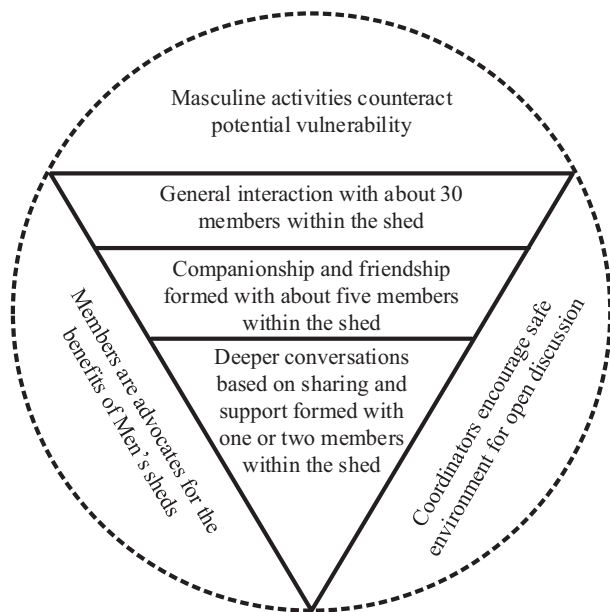 Masculine activities counteract
potential vulnerability
General interaction with about 30
members within the shed
Companionship and friendship
formed with about five members
within the shed
Deeper conversations
based on sharing and
support formed with
one or two members
within the shed
Members are advocates for the
benefits of Men’s sheds
Coordinators encourage safe
environment for open discussion